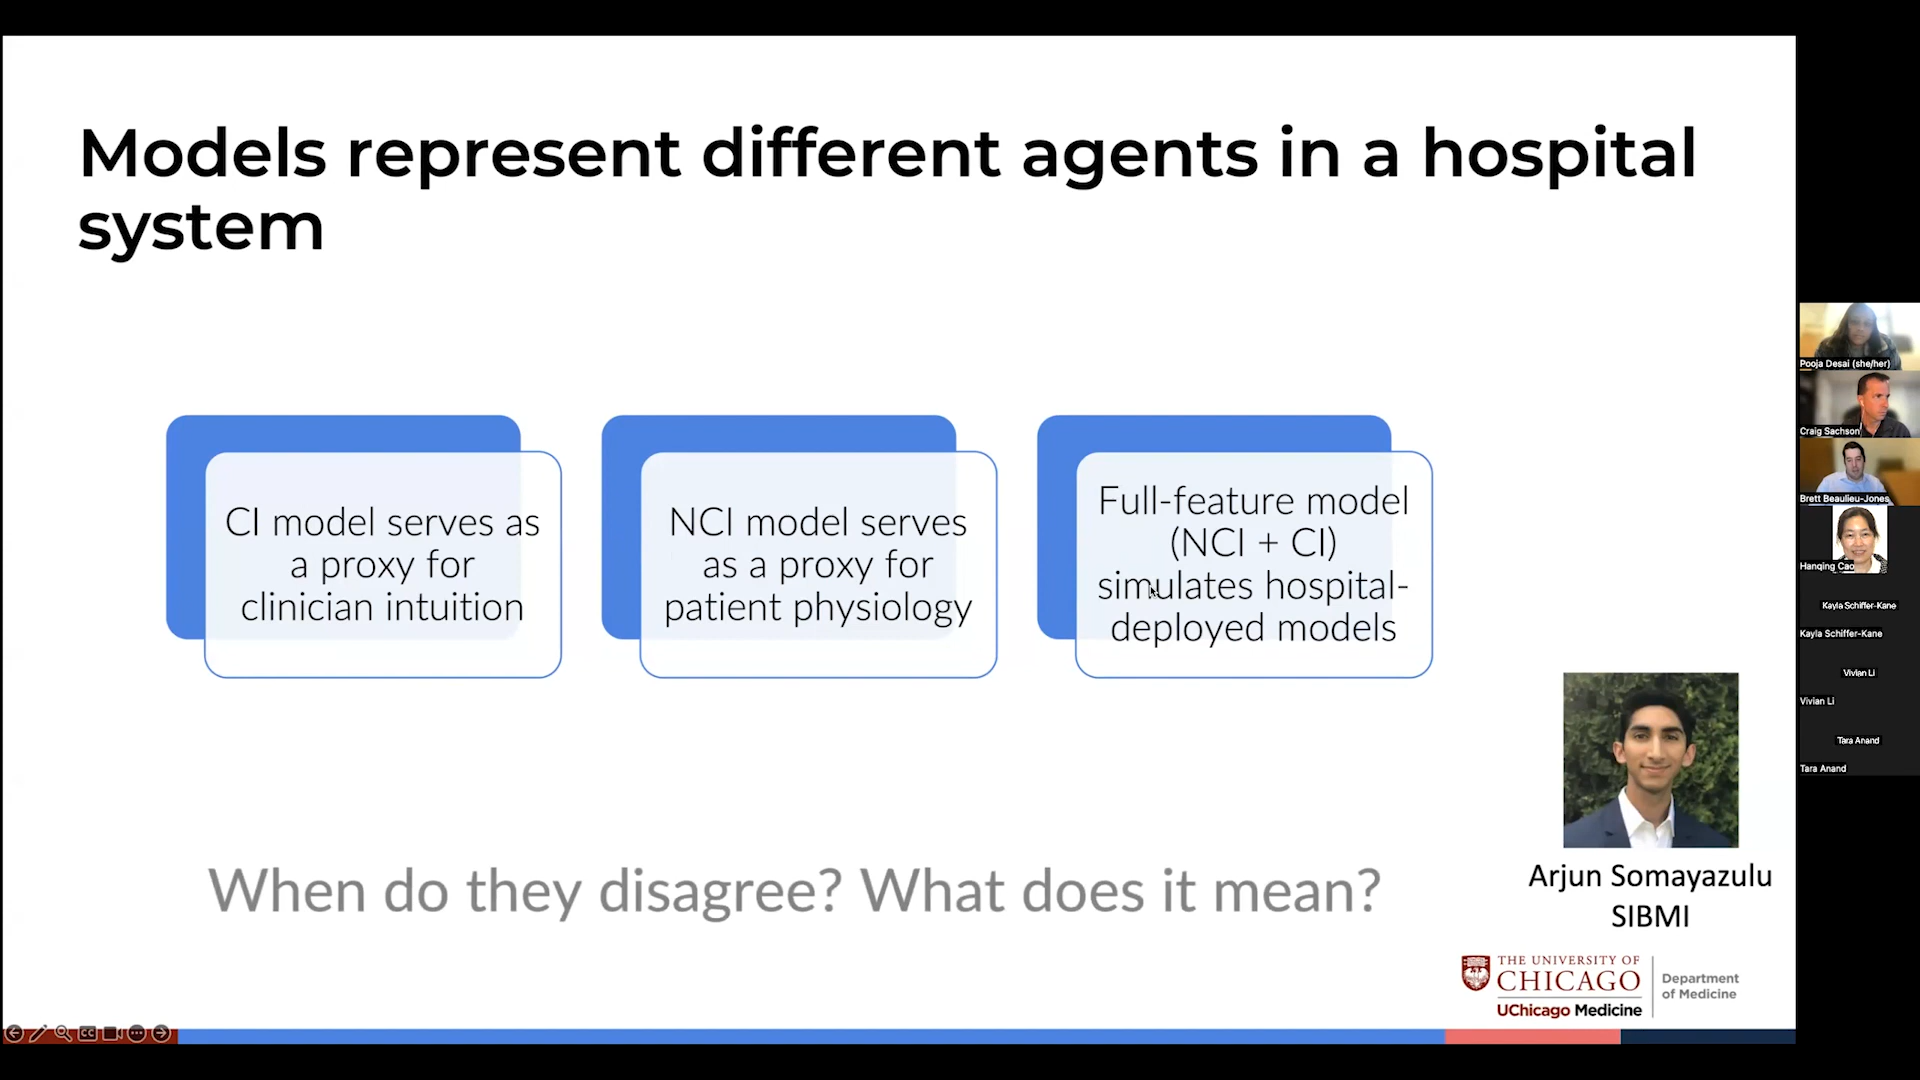 Models represent different agents in a hospital
system
CI model serves as
a proxy for
clinician intuition
NCI model serves
as a proxy for
patient physiology
Full-feature model
(NCI + CI)
simulates hospital-
deployed models
When do they disagree? What does it mean?
Arjun Somayazulu
SIBMI
THE UNIVERSITY OF
CHICAGO
UChicago Medicine
Department
of Medicine
CC
Pooja Desai (she/her)
Craig Sachson
Brett Beaulieu-Jones
Hanqing Cao
Kayla Schiffer-Kane
Kayla Schiffer-Kane
Vivian Li
Vivian Li
Tara Anand
Tara Anand